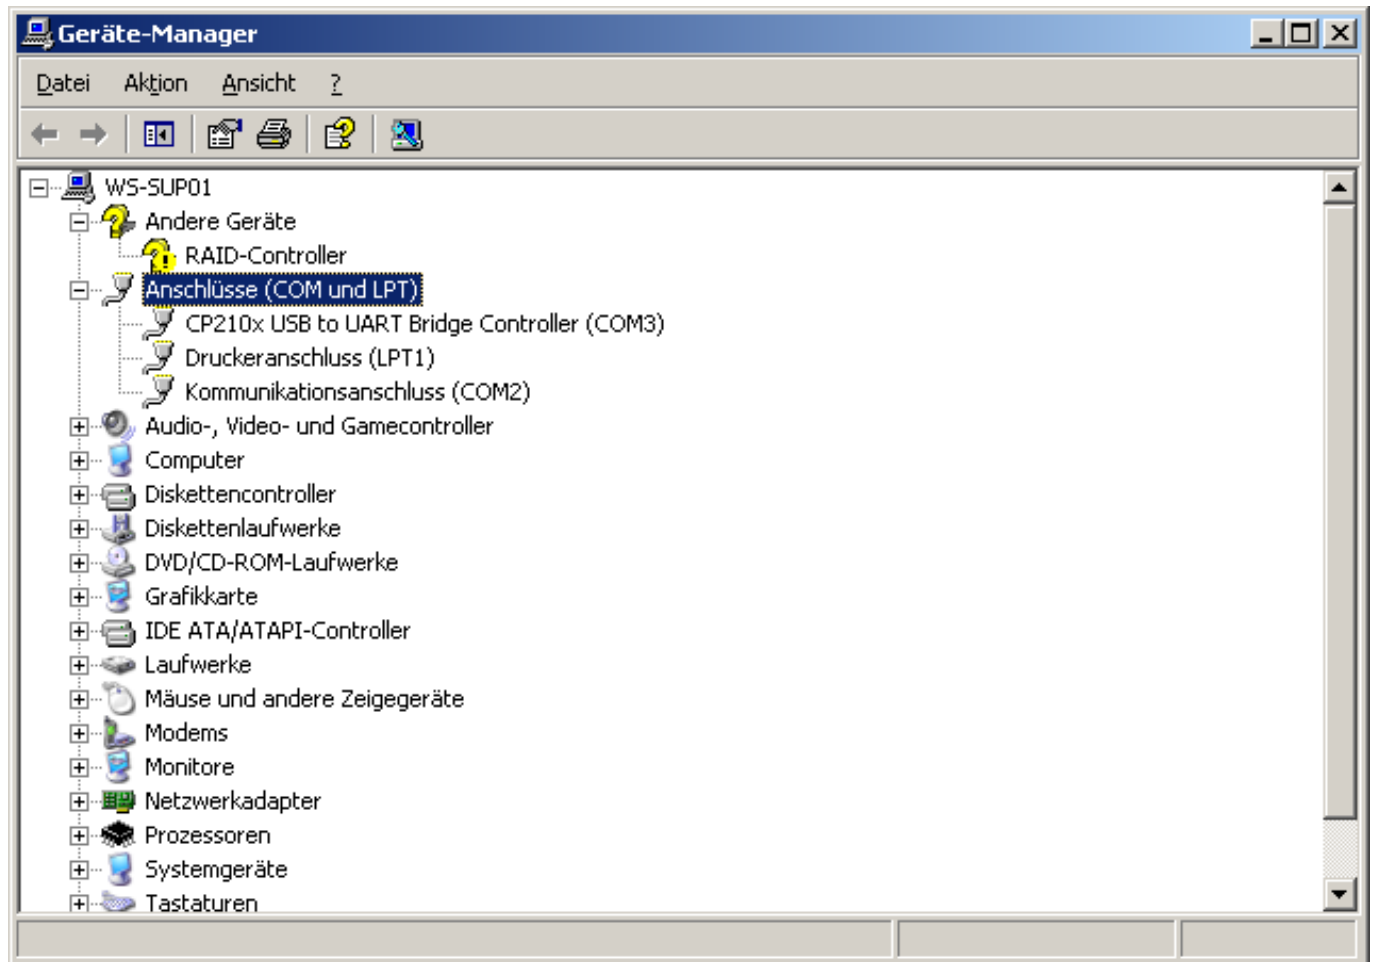 Geräte-Manager
Datei Aktion Ansicht ?
WS-SUP01
Andere Geräte
RAID-Controller
Anschlüsse (COM und LPT)
CP210x USB to UART Bridge Controller (COM3)
Druckeranschluss (LPT1)
Kommunikationsanschluss (COM2)
Audio-, Video- und Gamecontroller
Computer
Diskettencontroller
Diskettenlaufwerke
DVD/CD-ROM-Laufwerke
Grafikkarte
IDE ATA/ATAPI-Controller
Laufwerke
Mäuse und andere Zeigegeräte
Modems
Monitore
Netzwerkadapter
Prozessoren
Systemgeräte
Tastaturen